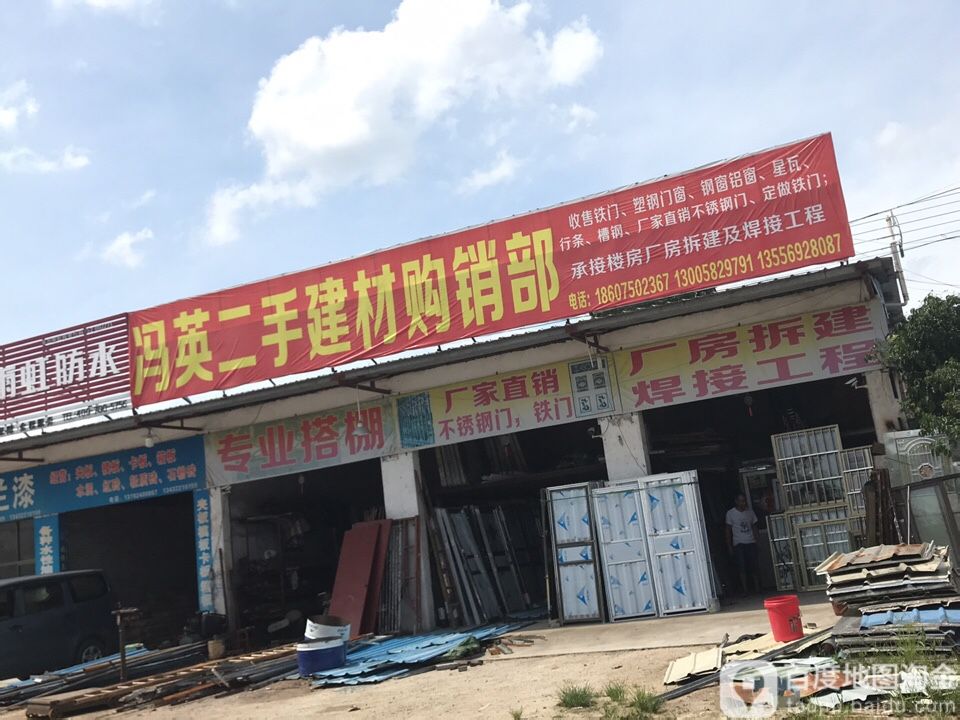 冯英二手建材购销部
收售铁门、塑钢门窗、钢窗铝窗、星瓦、
行条、槽钢、厂家直销不锈钢门、定做铁门；
承接楼房厂房拆建及焊接工程
电话：18607502367 13005829791 13556928087
虹防水
专业搭棚
厂家直销
不锈钢门，铁门
厂房拆建
焊接工程
漆
百度地图淘金